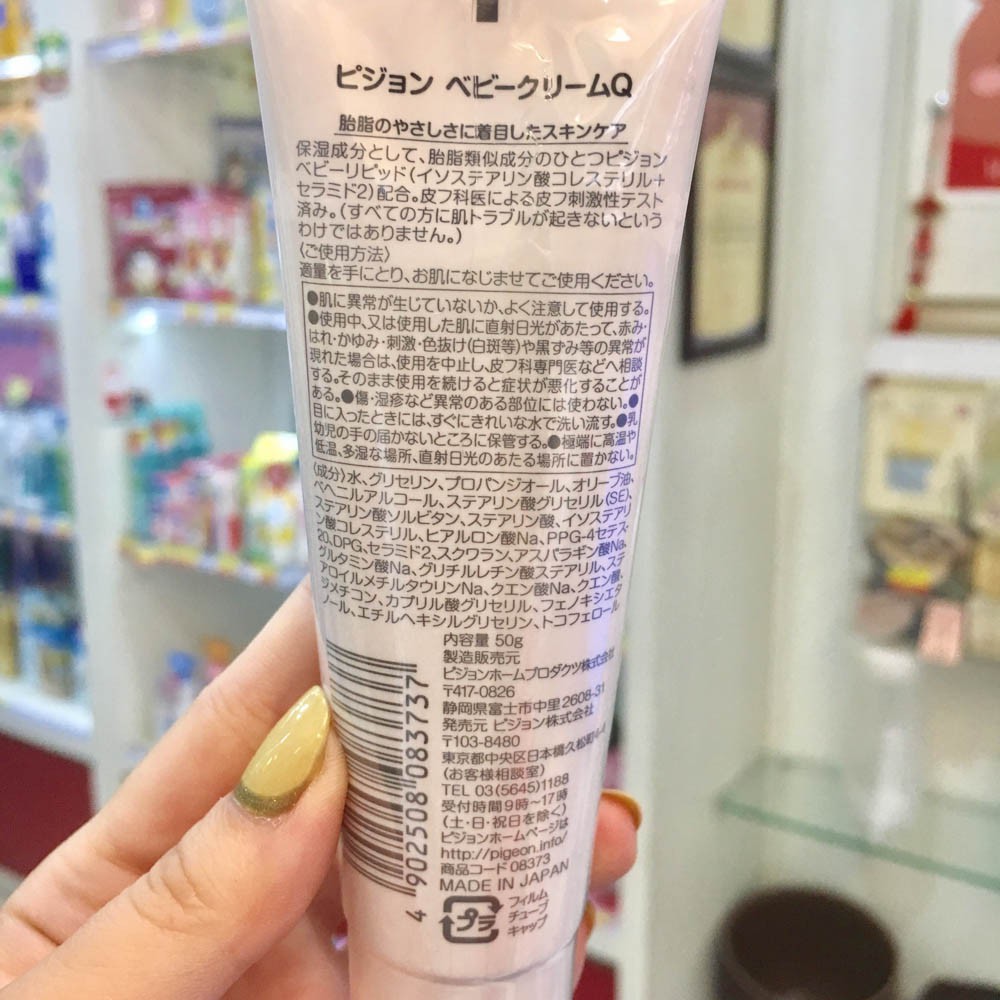 ピジョン ベビークリームQ
胎脂のやさしさに着目したスキンケア
保湿成分として、胎脂類似成分のひとつピジョン
ベビーリピッド(イソステアリン酸コレステリル+
セラミド2)配合。皮フ科医による皮フ刺激性テスト
済み。(すべての方に肌トラブルが起きないという
わけではありません。)
〈ご使用方法〉
適量を手にとり、お肌になじませてご使用ください。
●肌に異常が生じていないか、よく注意して使用する。
●使用中、又は使用した肌に直射日光があたって、赤み・
はれ・かゆみ・刺激・色抜け(白斑等)や黒ずみ等の異常が
現れた場合は、使用を中止し、皮フ科専門医などへ相談
する。そのまま使用を続けると症状が悪化することが
ある。●傷・湿疹など異常のある部位には使わない。●
目に入ったときには、すぐにきれいな水で洗い流す。●乳
幼児の手の届かないところに保管する。●極端に高温や
低温、多湿な場所、直射日光のあたる場所に置かない。
〈成分〉水、グリセリン、プロパンジオール、オリーブ油、
ベヘニルアルコール、ステアリン酸グリセリル(SE)、
ステアリン酸ソルビタン、ステアリン酸、イソステアリ
ン酸コレステリル、ヒアルロン酸Na、PPG-4セテス-
20、DPG、セラミド2、スクワラン、アスパラギン酸Na、
グルタミン酸Na、グリチルレチン酸ステアリル、ステ
アロイルメチルタウリンNa、クエン酸Na、クエン酸、
ジメチコン、カプリル酸グリセリル、フェノキシエタ
ノール、エチルヘキシルグリセリン、トコフェロール
内容量 50g
製造販売元
ピジョンホームプロダクツ株式会社
〒417-0826
静岡県富士市中里2608-31
発売元 ピジョン株式会社
〒103-8480
東京都中央区日本橋久松町4-4
〈お客様相談室〉
TEL 03(5645)1188
受付時間9時〜17時
(土・日・祝日を除く)
ピジョンホームページは
http://pigeon.info/
商品コード 08373
MADE IN JAPAN
4 902508 083737
プラ
フィルム
チューブ
キャップ